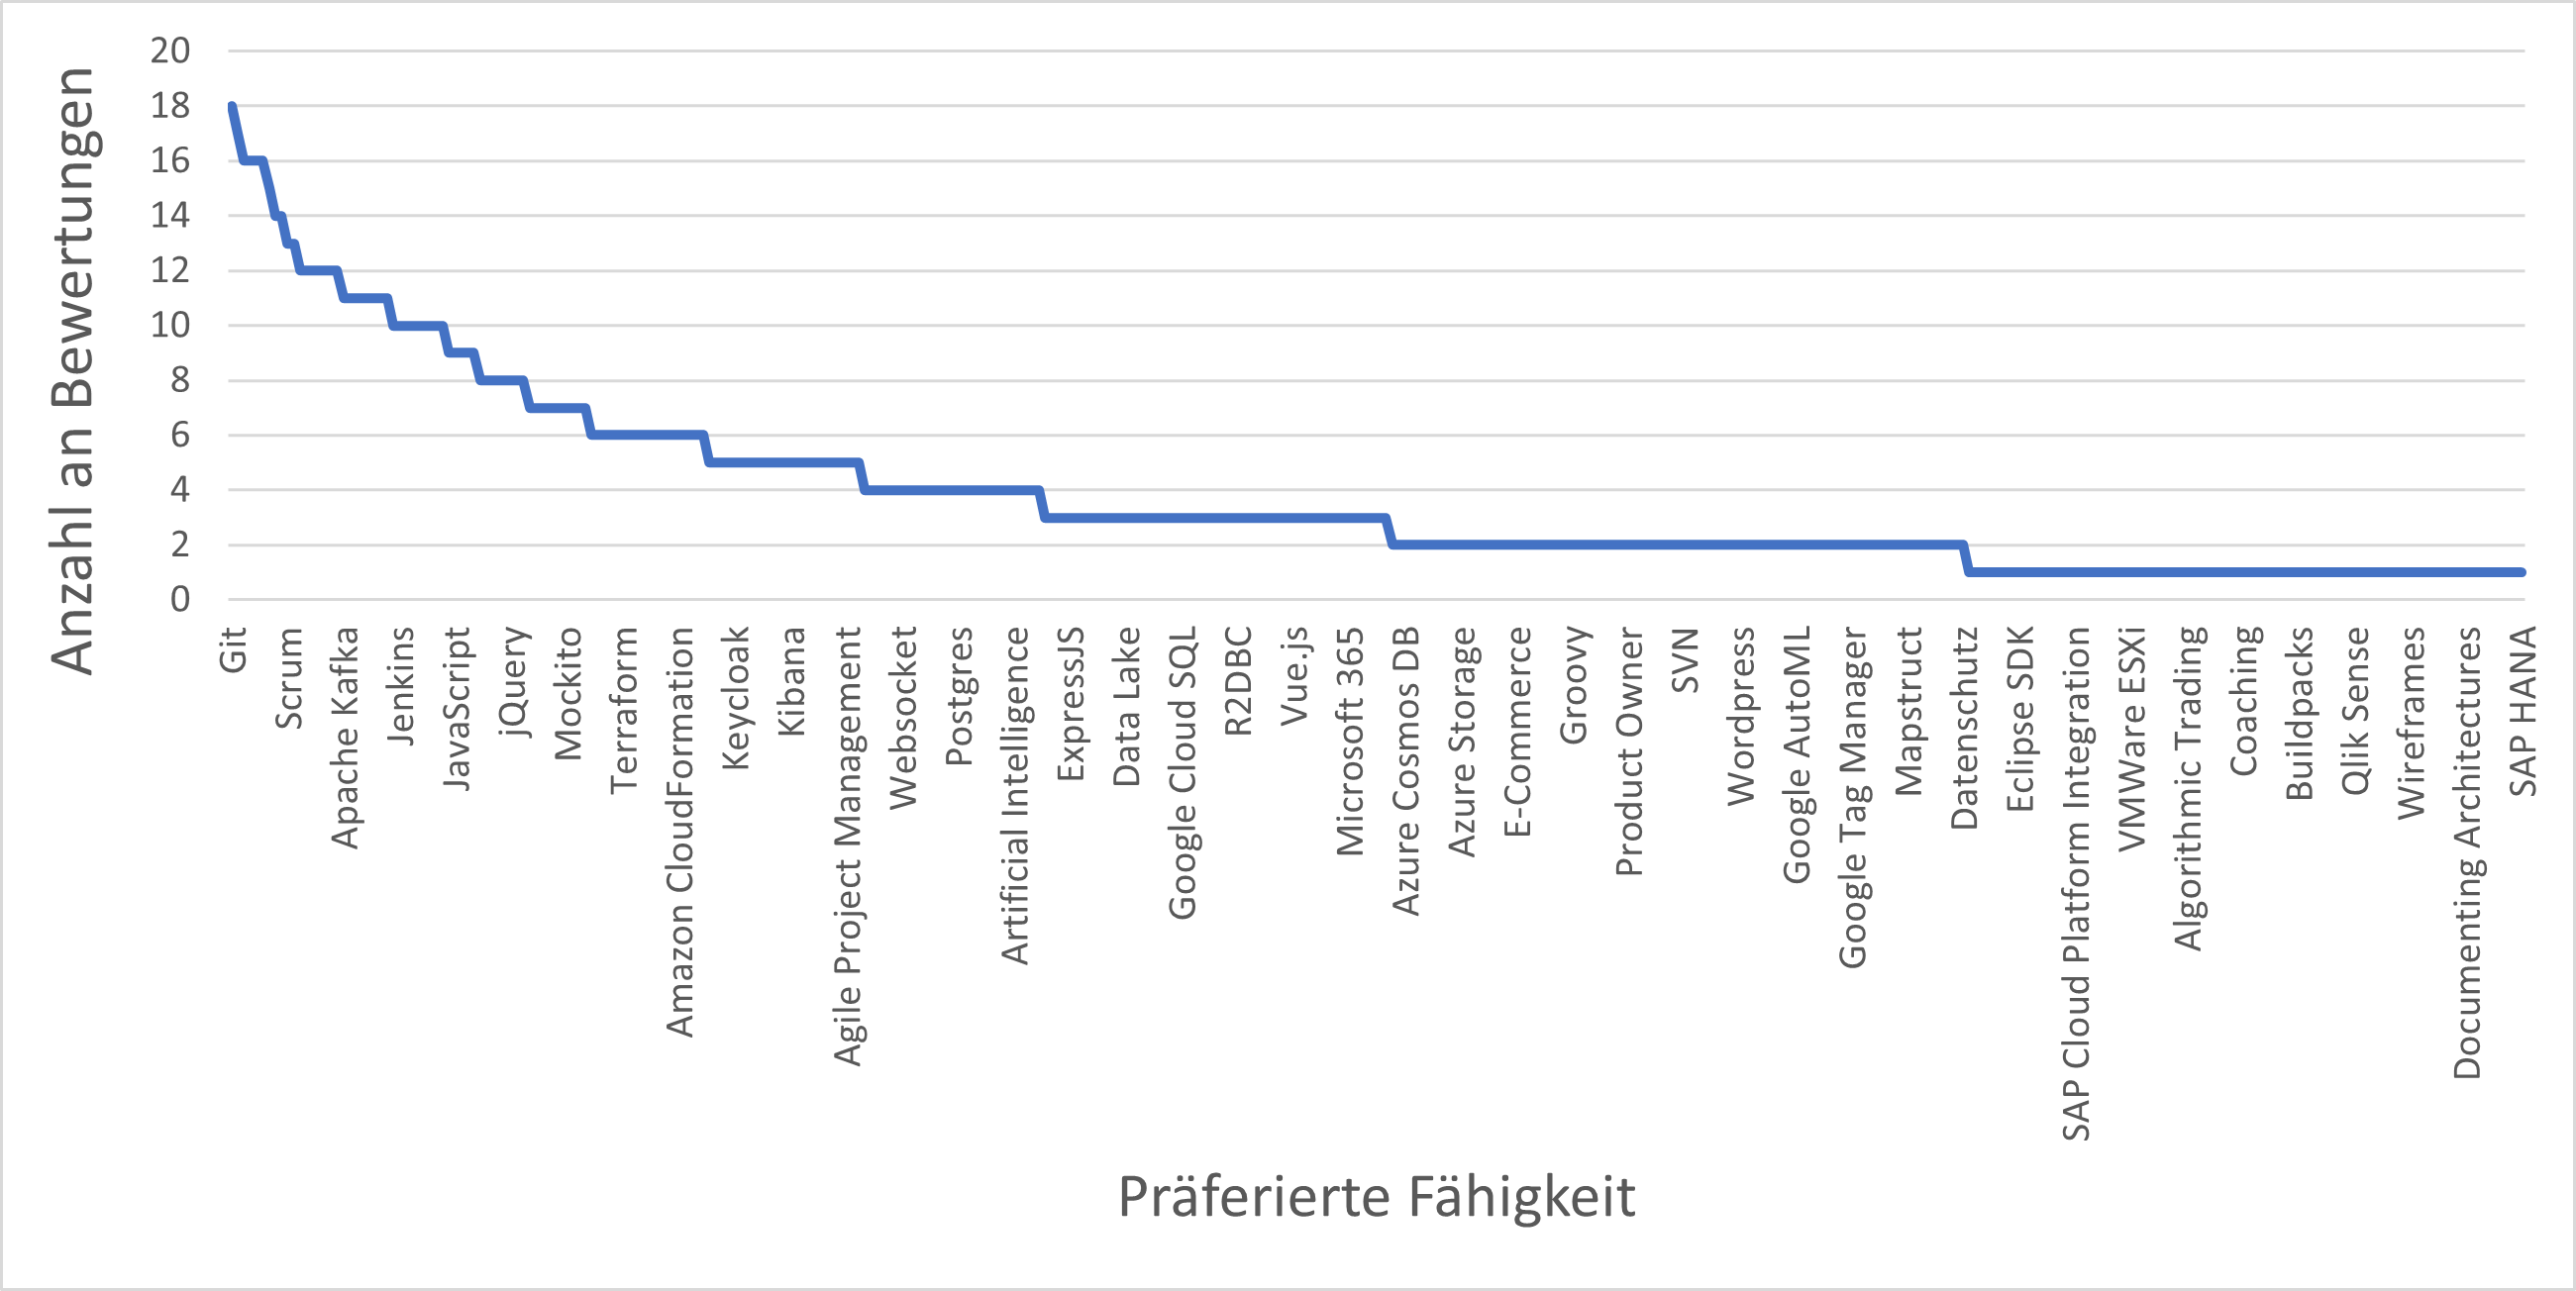 Anzahl an Bewertungen
20
18
16
14
12
10
8
6
4
2
0
Git
Scrum
Apache Kafka
Jenkins
JavaScript
jQuery
Mockito
Terraform
Amazon CloudFormation
Keycloak
Kibana
Agile Project Management
Websocket
Postgres
Artificial Intelligence
ExpressJS
Data Lake
Google Cloud SQL
R2DBC
Vue.js
Microsoft 365
Azure Cosmos DB
Azure Storage
E-Commerce
Groovy
Product Owner
SVN
Wordpress
Google AutoML
Google Tag Manager
Mapstruct
Datenschutz
Eclipse SDK
SAP Cloud Platform Integration
VMWare ESXi
Algorithmic Trading
Coaching
Buildpacks
Qlik Sense
Wireframes
Documenting Architectures
SAP HANA
Präferierte Fähigkeit